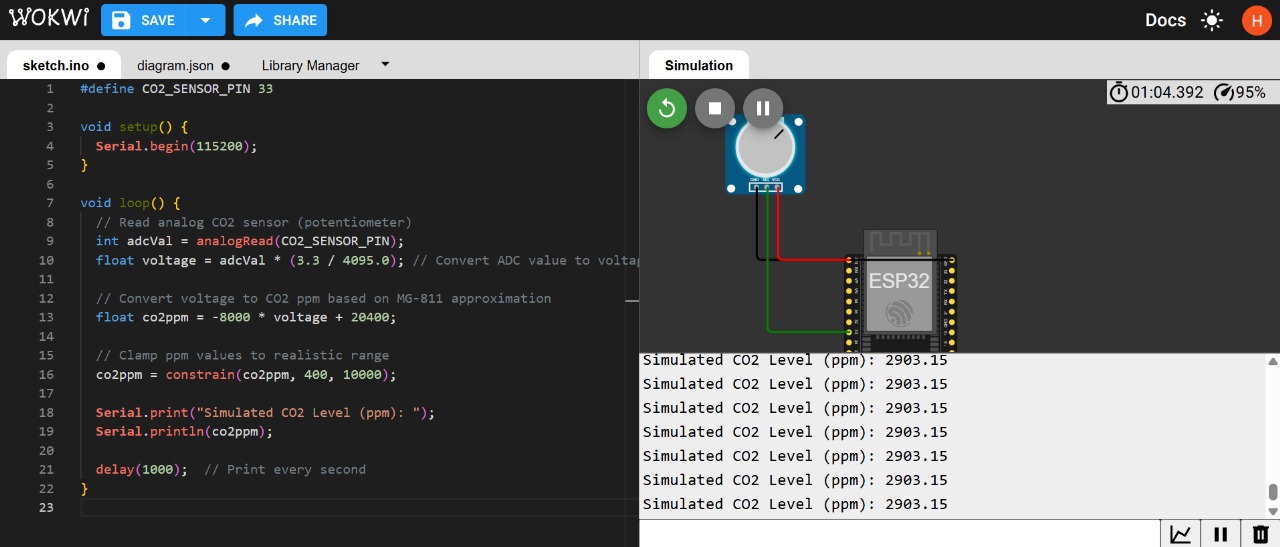 WOKWI
SAVE
SHARE
Docs
H
sketch.ino
diagram.json
Library Manager
Simulation
1 #define CO2_SENSOR_PIN 33
2
3 void setup() {
4 Serial.begin(115200);
5 }
6
7 void loop() {
8 // Read analog CO2 sensor (potentiometer)
9 int adcVal = analogRead(CO2_SENSOR_PIN);
10 float voltage = adcVal * (3.3 / 4095.0); // Convert ADC value to voltag
11
12 // Convert voltage to CO2 ppm based on MG-811 approximation
13 float co2ppm = -8000 * voltage + 20400;
14
15 // Clamp ppm values to realistic range
16 co2ppm = constrain(co2ppm, 400, 10000);
17
18 Serial.print("Simulated CO2 Level (ppm): ");
19 Serial.println(co2ppm);
20
21 delay(1000); // Print every second
22 }
23
01:04.392
95%
GND SIG VCC
ESP32
Simulated CO2 Level (ppm): 2903.15
Simulated CO2 Level (ppm): 2903.15
Simulated CO2 Level (ppm): 2903.15
Simulated CO2 Level (ppm): 2903.15
Simulated CO2 Level (ppm): 2903.15
Simulated CO2 Level (ppm): 2903.15
Simulated CO2 Level (ppm): 2903.15